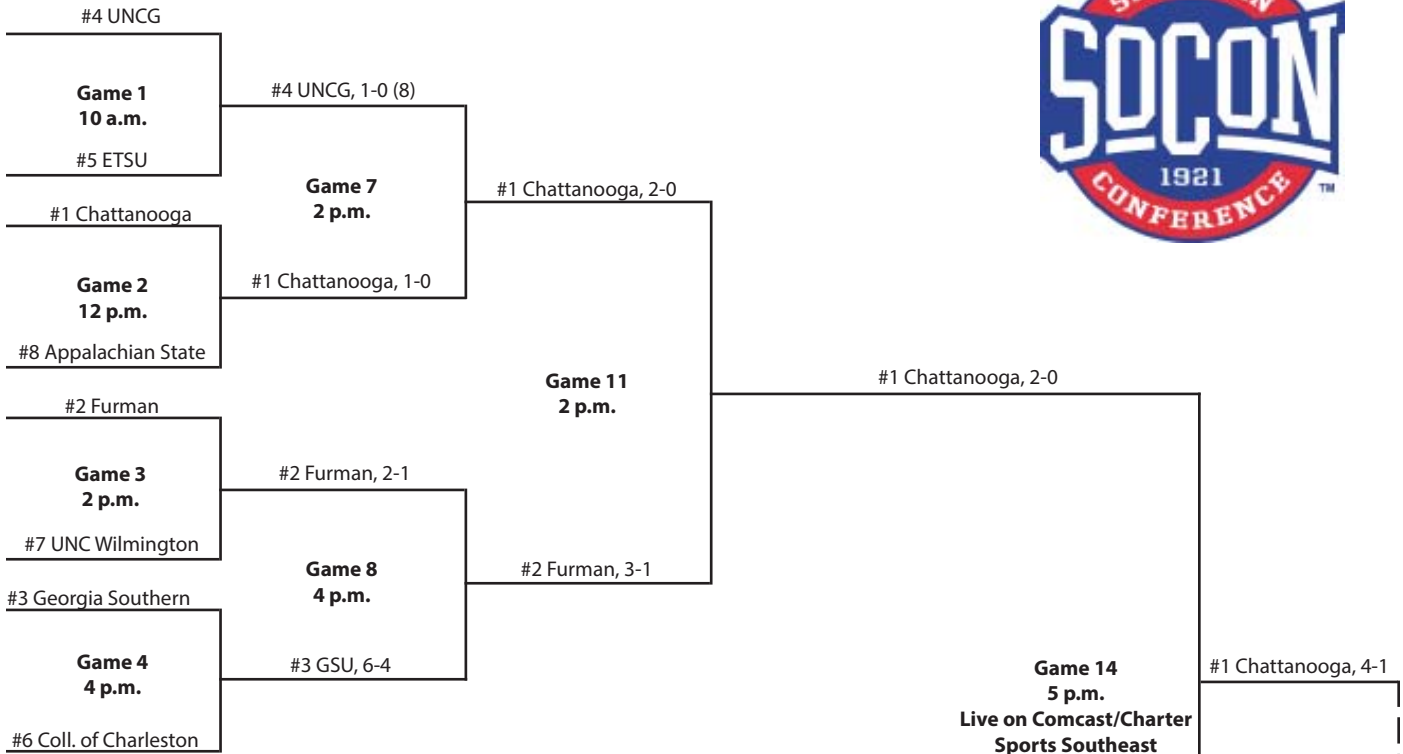 #4 UNCG
Game 1
10 a.m.
#5 ETSU
#4 UNCG, 1-0 (8)
#1 Chattanooga
Game 2
12 p.m.
#8 Appalachian State
#1 Chattanooga, 1-0
Game 7
2 p.m.
#1 Chattanooga, 2-0
#2 Furman
Game 3
2 p.m.
#7 UNC Wilmington
#2 Furman, 2-1
#3 Georgia Southern
Game 4
4 p.m.
#6 Coll. of Charleston
#3 GSU, 6-4
Game 8
4 p.m.
#2 Furman, 3-1
Game 11
2 p.m.
#1 Chattanooga, 2-0
Game 14
5 p.m.
Live on Comcast/Charter
Sports Southeast
#1 Chattanooga, 4-1
SOCON
1921
CONFERENCE
TM